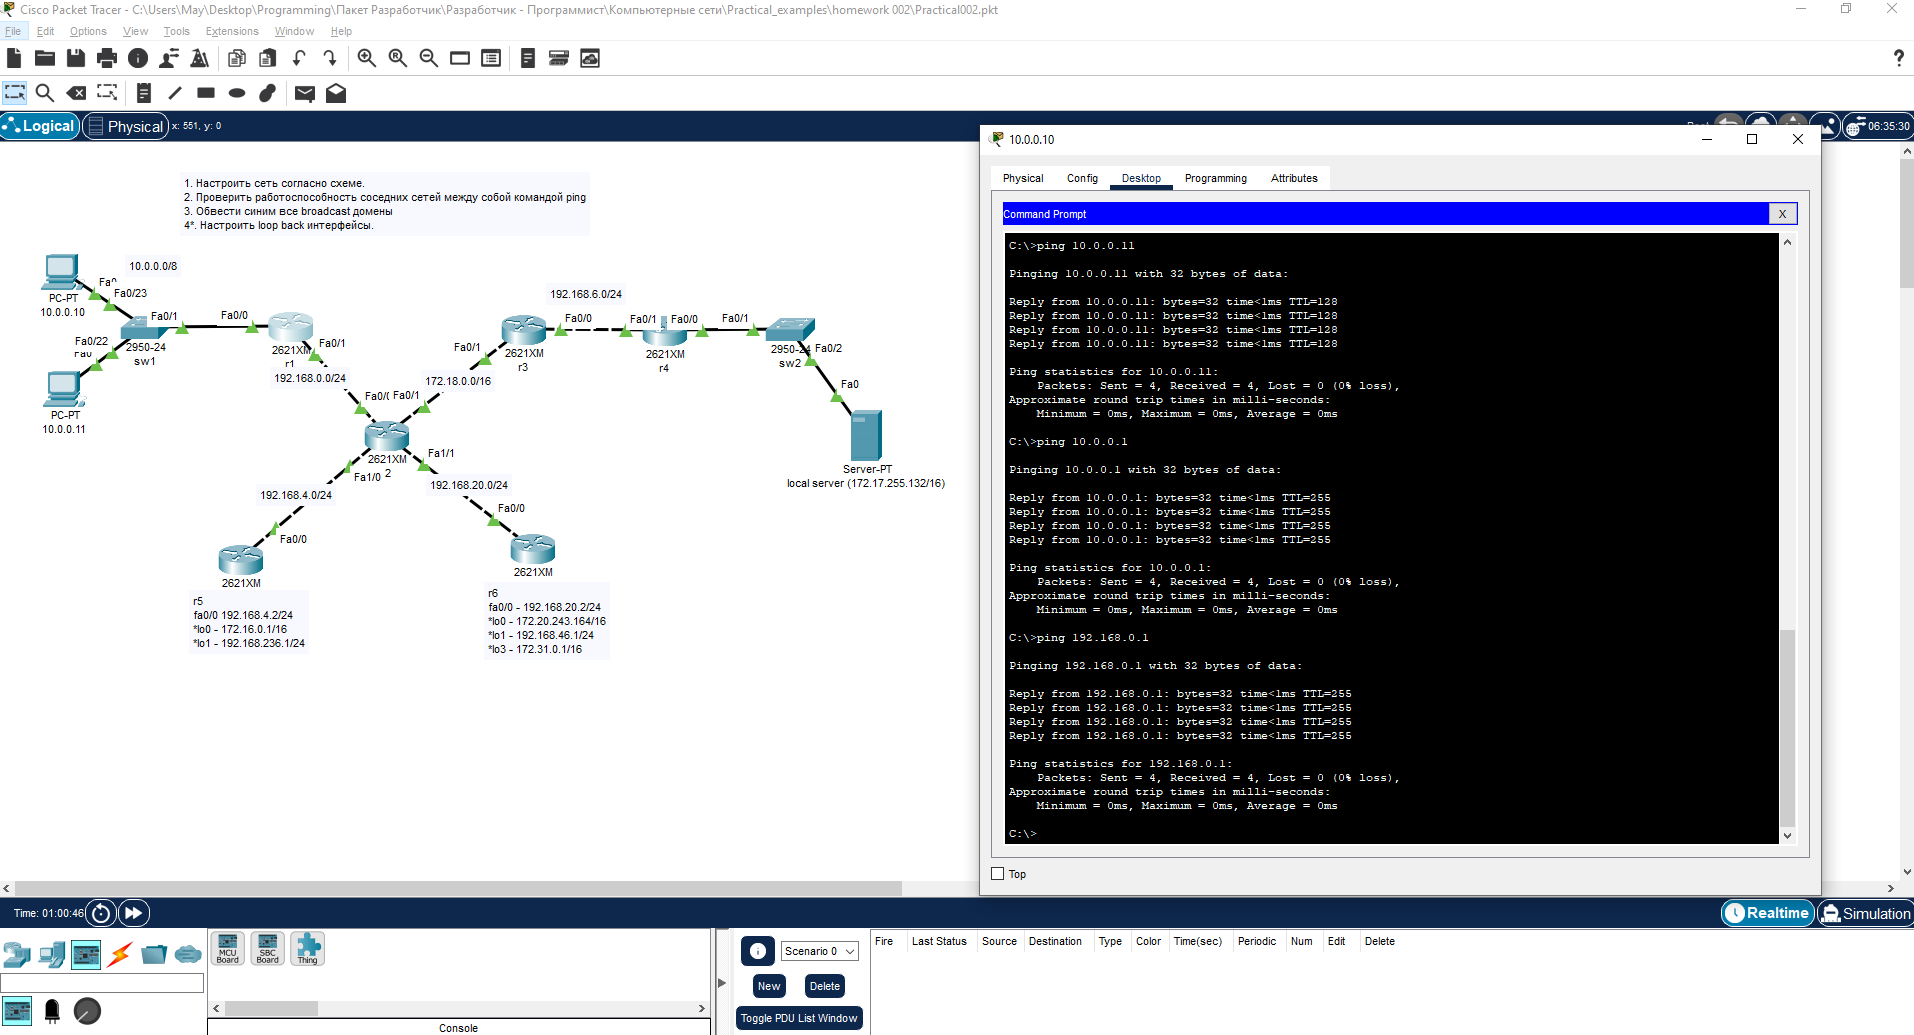 Cisco Packet Tracer - C:\Users\May\Desktop\Programming\Пакет Разработчик\Разработчик - Программист\Компьютерные сети\Practical_examples\homework 002\Practical002.pkt
File Edit Options View Tools Extensions Window Help
?
Logical Physical x: 551, y: 0
06:35:30
1. Настроить сеть согласно схеме.
2. Проверить работоспособность соседних сетей между собой командой ping
3. Обвести синим все broadcast домены
4*. Настроить loop back интерфейсы.
10.0.0.0/8
PC-PT
10.0.0.10
Fa0/23
Fa0/1
Fa0/22
2950-24
sw1
PC-PT
10.0.0.11
Fa0/0
2621XM
r1
Fa0/1
192.168.0.0/24
192.168.6.0/24
Fa0/0
Fa0/1
2621XM
r3
172.18.0.0/16
Fa0/1
Fa0/0
2621XM
r4
Fa0/1
2950-24
sw2
Fa0/2
Fa0
Server-PT
local server (172.17.255.132/16)
Fa0/0
Fa0/1
2621XM
2
Fa1/1
Fa1/0
192.168.4.0/24
192.168.20.0/24
Fa0/0
2621XM
r5
fa0/0 192.168.4.2/24
*lo0 - 172.16.0.1/16
*lo1 - 192.168.236.1/24
Fa0/0
2621XM
r6
fa0/0 - 192.168.20.2/24
*lo0 - 172.20.243.164/16
*lo1 - 192.168.46.1/24
*lo3 - 172.31.0.1/16
10.0.0.10
Physical Config Desktop Programming Attributes
Command Prompt X
C:\>ping 10.0.0.11
Pinging 10.0.0.11 with 32 bytes of data:
Reply from 10.0.0.11: bytes=32 time<1ms TTL=128
Reply from 10.0.0.11: bytes=32 time<1ms TTL=128
Reply from 10.0.0.11: bytes=32 time<1ms TTL=128
Reply from 10.0.0.11: bytes=32 time<1ms TTL=128
Ping statistics for 10.0.0.11:
Packets: Sent = 4, Received = 4, Lost = 0 (0% loss),
Approximate round trip times in milli-seconds:
Minimum = 0ms, Maximum = 0ms, Average = 0ms
C:\>ping 10.0.0.1
Pinging 10.0.0.1 with 32 bytes of data:
Reply from 10.0.0.1: bytes=32 time<1ms TTL=255
Reply from 10.0.0.1: bytes=32 time<1ms TTL=255
Reply from 10.0.0.1: bytes=32 time<1ms TTL=255
Reply from 10.0.0.1: bytes=32 time<1ms TTL=255
Ping statistics for 10.0.0.1:
Packets: Sent = 4, Received = 4, Lost = 0 (0% loss),
Approximate round trip times in milli-seconds:
Minimum = 0ms, Maximum = 0ms, Average = 0ms
C:\>ping 192.168.0.1
Pinging 192.168.0.1 with 32 bytes of data:
Reply from 192.168.0.1: bytes=32 time<1ms TTL=255
Reply from 192.168.0.1: bytes=32 time<1ms TTL=255
Reply from 192.168.0.1: bytes=32 time<1ms TTL=255
Reply from 192.168.0.1: bytes=32 time<1ms TTL=255
Ping statistics for 192.168.0.1:
Packets: Sent = 4, Received = 4, Lost = 0 (0% loss),
Approximate round trip times in milli-seconds:
Minimum = 0ms, Maximum = 0ms, Average = 0ms
C:\>
Top
Time: 01:00:46
Realtime Simulation
MCU Board
SBC Board
Thing
Console
Scenario 0
New Delete
Toggle PDU List Window
Fire Last Status Source Destination Type Color Time(sec) Periodic Num Edit Delete